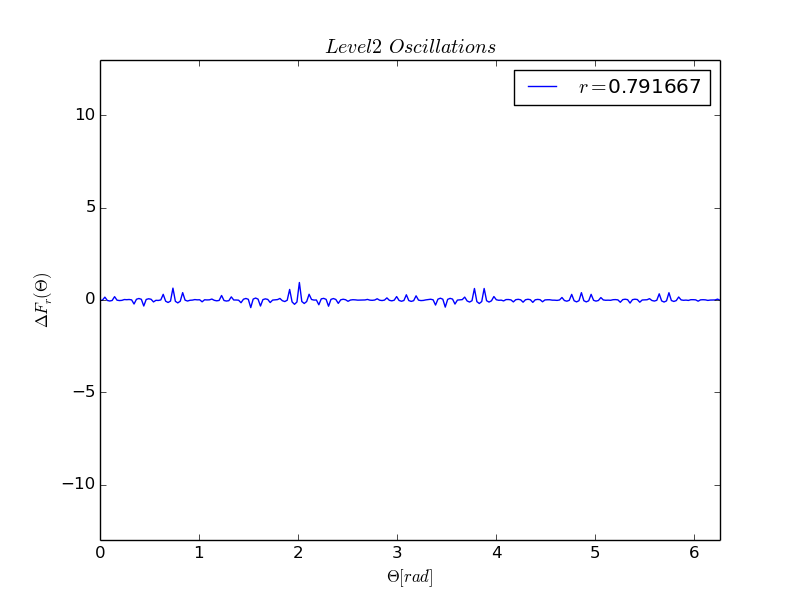 Level2 Oscillations
r=0.791667
10
5
0
−5
−10
ΔF_r(Θ)
0 1 2 3 4 5 6
Θ[rad]